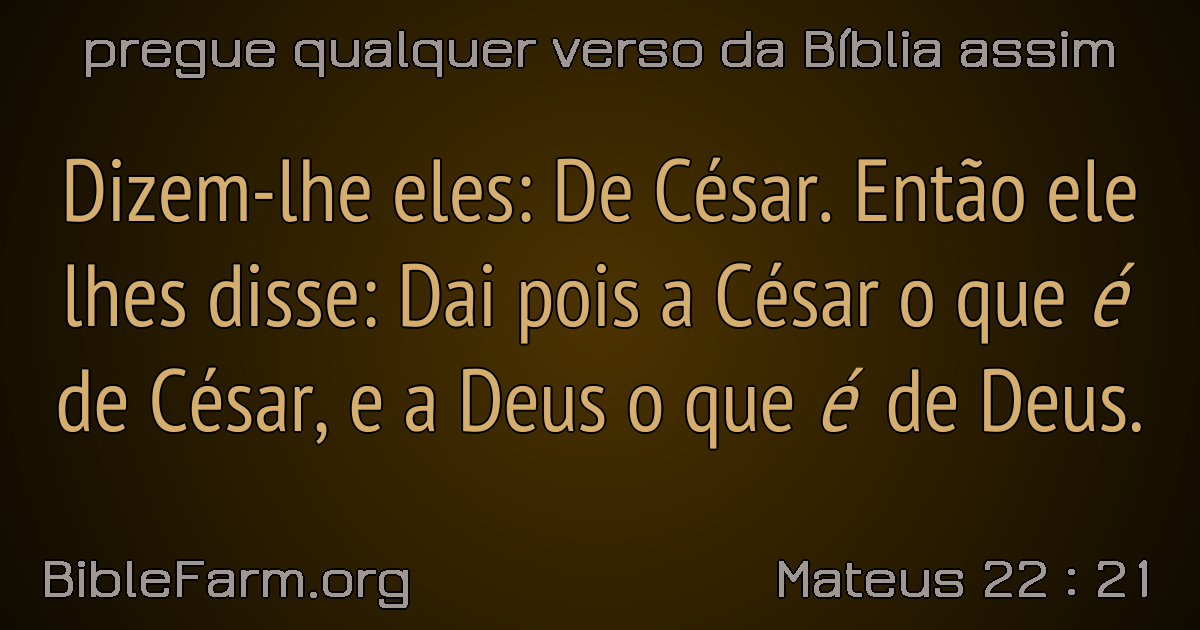 pregue qualquer verso da Bíblia assim
Dizem-lhe eles: De César. Então ele
lhes disse: Dai pois a César o que é
de César, e a Deus o que é de Deus.
BibleFarm.org
Mateus 22 : 21